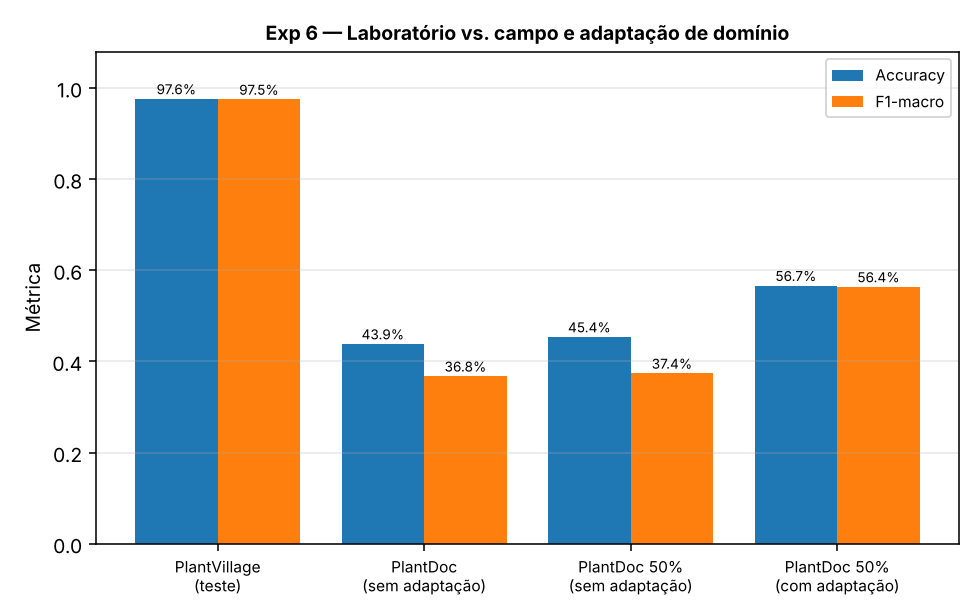 Exp 6 — Laboratório vs. campo e adaptação de domínio
Accuracy
F1-macro
Métrica
1.0
0.8
0.6
0.4
0.2
0.0
97.6%
97.5%
43.9%
36.8%
45.4%
37.4%
56.7%
56.4%
PlantVillage
(teste)
PlantDoc
(sem adaptação)
PlantDoc 50%
(sem adaptação)
PlantDoc 50%
(com adaptação)